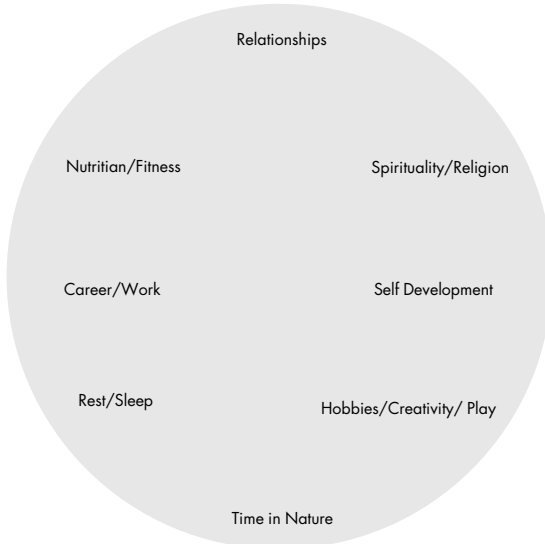 Relationships
Nutritian/Fitness
Spirituality/Religion
Career/Work
Self Development
Rest/Sleep
Hobbies/Creativity/ Play
Time in Nature